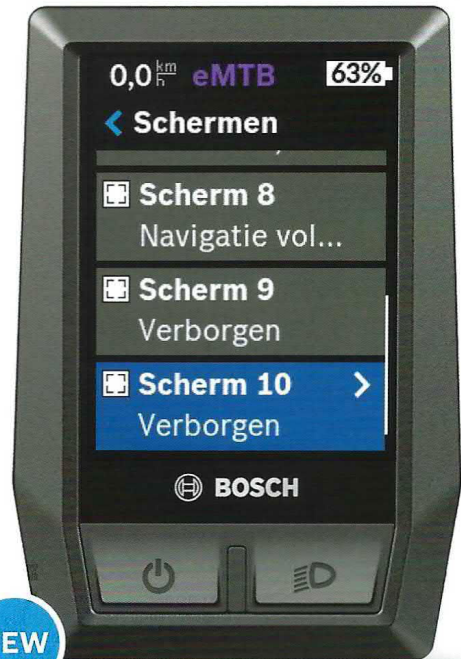 0,0 km/h eMTB 63%
< Schermen
Scherm 8
Navigatie vol...
Scherm 9
Verborgen
Scherm 10 >
Verborgen
BOSCH
EW